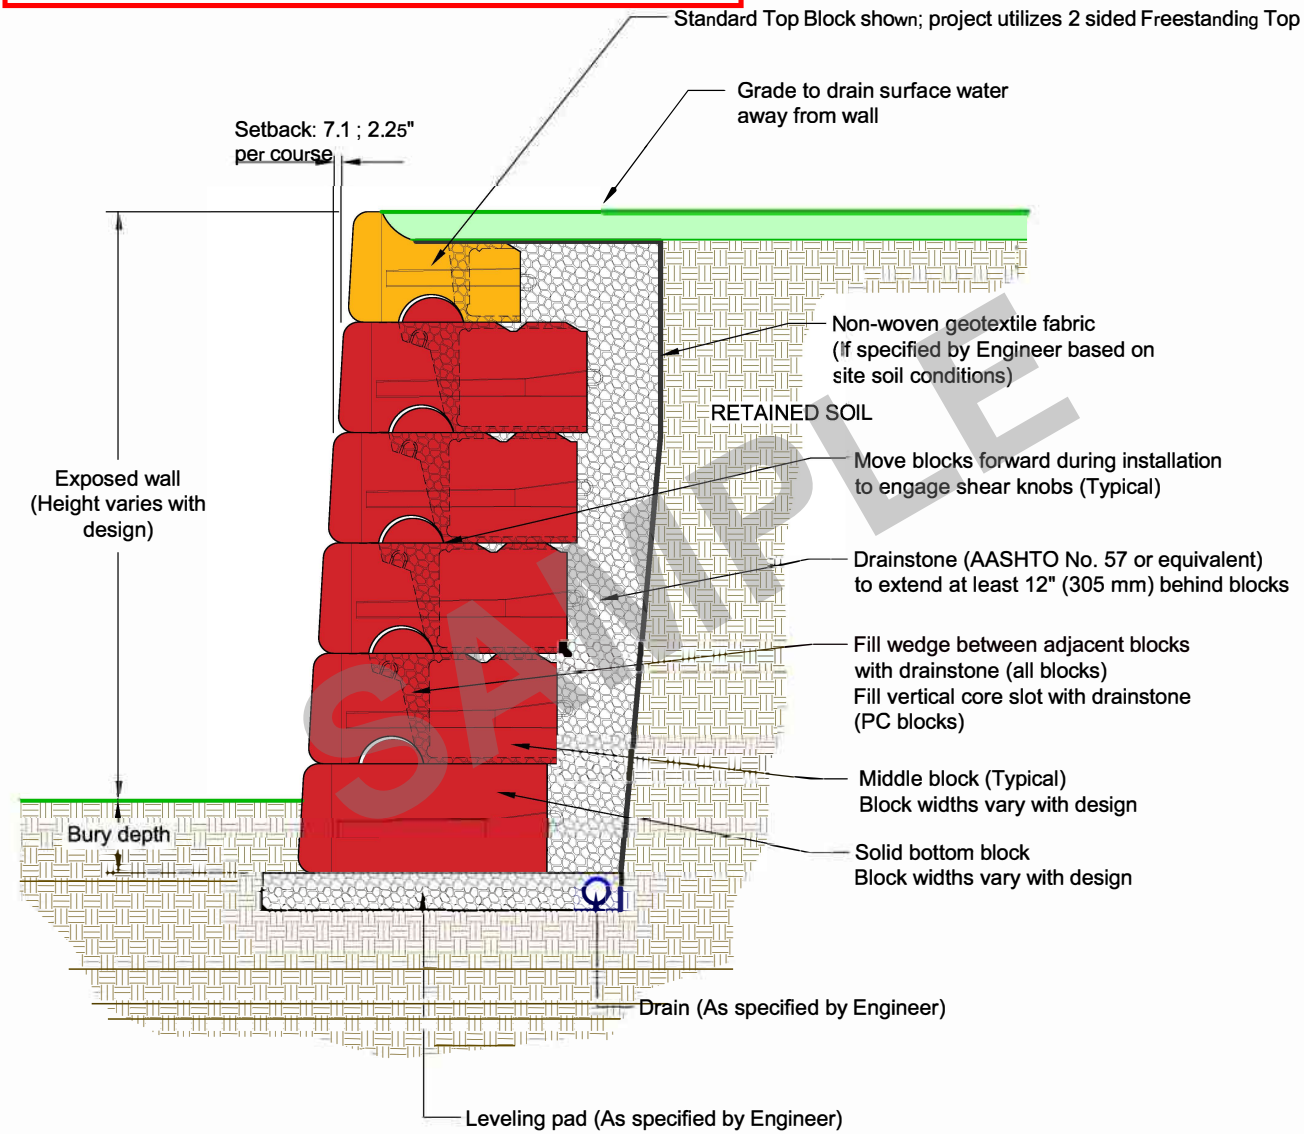 Standard Top Block shown; project utilizes 2 sided Freestanding Top
Grade to drain surface water
away from wall
Setback: 7.1 ; 2.25"
per course
Non-woven geotextile fabric
(If specified by Engineer based on
site soil conditions)
RETAINED SOIL
Move blocks forward during installation
to engage shear knobs (Typical)
Exposed wall
(Height varies with
design)
Drainstone (AASHTO No. 57 or equivalent)
to extend at least 12" (305 mm) behind blocks
Fill wedge between adjacent blocks
with drainstone (all blocks)
Fill vertical core slot with drainstone
(PC blocks)
Middle block (Typical)
Block widths vary with design
Bury depth
Solid bottom block
Block widths vary with design
Drain (As specified by Engineer)
Leveling pad (As specified by Engineer)
SAMPLE